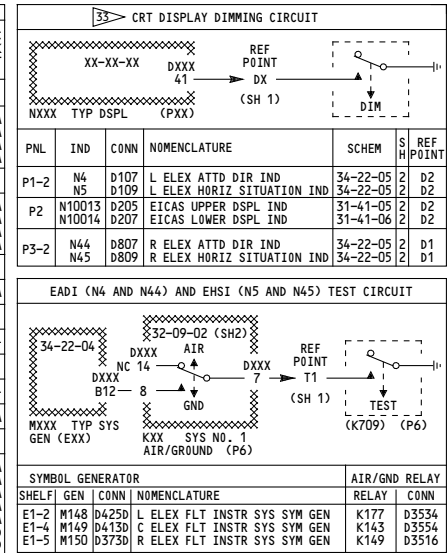 33 CRT DISPLAY DIMMING CIRCUIT
XX-XX-XX DXXX REF POINT
41 DX
(SH 1) DIM
NXXX TYP DSPL (PXX)
PNL IND CONN NOMENCLATURE SCHEM SH REF POINT
P1-2 N4 D107 L ELEX ATTD DIR IND 34-22-05 2 D2
N5 D109 L ELEX HORIZ SITUATION IND 34-22-05 2 D2
P2 N10013 D205 EICAS UPPER DSPL IND 31-41-05 2 D2
N10014 D207 EICAS LOWER DSPL IND 31-41-06 2 D2
P3-2 N44 D807 R ELEX ATTD DIR IND 34-22-05 2 D1
N45 D809 R ELEX HORIZ SITUATION IND 34-22-05 2 D1
EADI (N4 AND N44) AND EHSI (N5 AND N45) TEST CIRCUIT
34-22-04
32-09-02 (SH2)
DXXX AIR REF POINT
NC 14 DXXX
DXXX 7 T1
B12 8
GND (SH 1) TEST
MXXX TYP SYS GEN (EXX)
KXX SYS NO. 1 AIR/GROUND (P6)
(K709) (P6)
SYMBOL GENERATOR AIR/GND RELAY
SHELF GEN CONN NOMENCLATURE RELAY CONN
E1-2 M148 D425D L ELEX FLT INSTR SYS SYM GEN K177 D3534
E1-4 M149 D413D C ELEX FLT INSTR SYS SYM GEN K143 D3554
E1-5 M150 D373D R ELEX FLT INSTR SYS SYM GEN K149 D3516